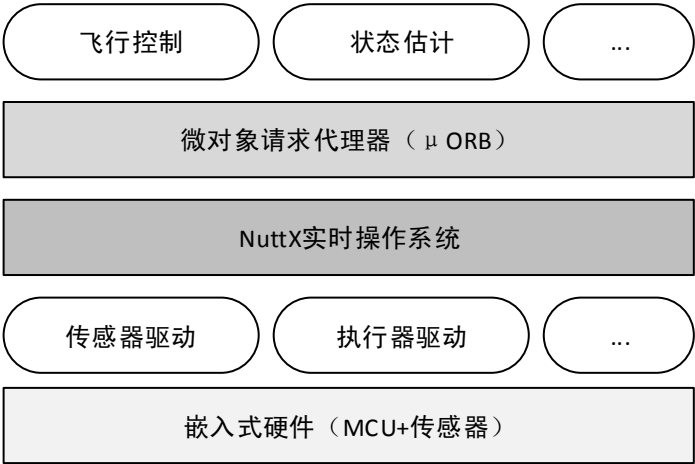 飞行控制 状态估计 ...
微对象请求代理器（μORB）
NuttX实时操作系统
传感器驱动 执行器驱动 ...
嵌入式硬件（MCU+传感器）